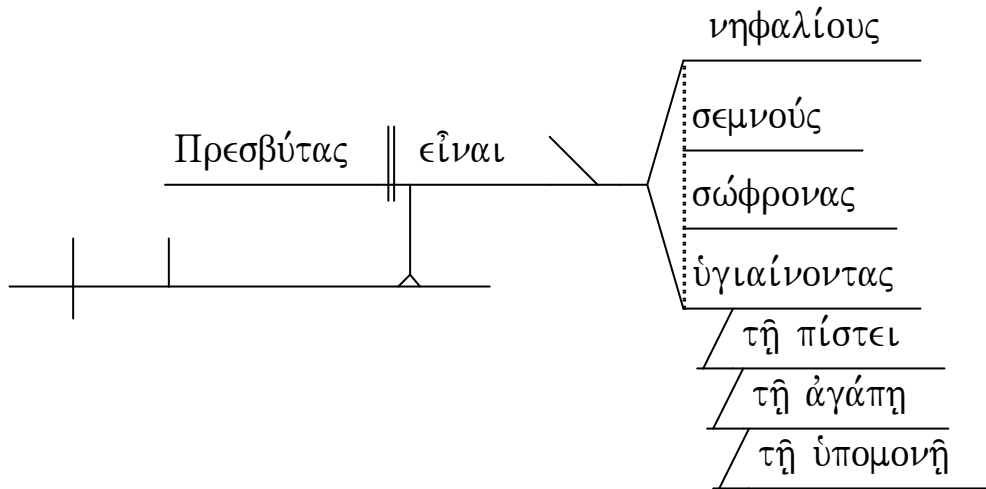 νηφαλίους
σεμνούς
Πρεσβύτας εἶναι
σώφρονας
ὑγιαίνοντας
τῇ πίστει
τῇ ἀγάπῃ
τῇ ὑπομονῇ